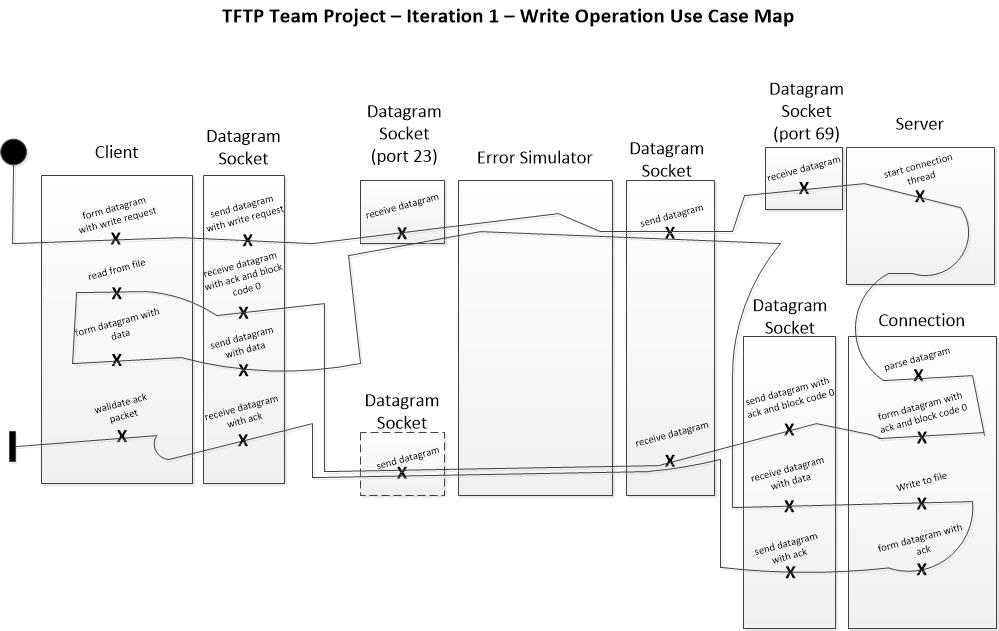 TFTP Team Project – Iteration 1 – Write Operation Use Case Map
Client
Datagram
Socket
Datagram
Socket
(port 23)
Error Simulator
Datagram
Socket
Datagram
Socket
(port 69)
Server
form datagram
with write request
X
send datagram
with write request
X
receive datagram
X
send datagram
X
receive datagram
X
start connection
thread
X
read from file
X
receive datagram
with ack and block
code 0
X
form datagram with
data
X
send datagram
with data
X
walidate ack
packet
X
receive datagram
with ack
X
Datagram
Socket
send datagram
X
receive datagram
X
Datagram
Socket
Connection
parse datagram
X
send datagram with
ack and block code 0
X
form datagram with
ack and block code 0
X
receive datagram
with data
X
Write to file
X
send datagram
with ack
X
form datagram with
ack
X